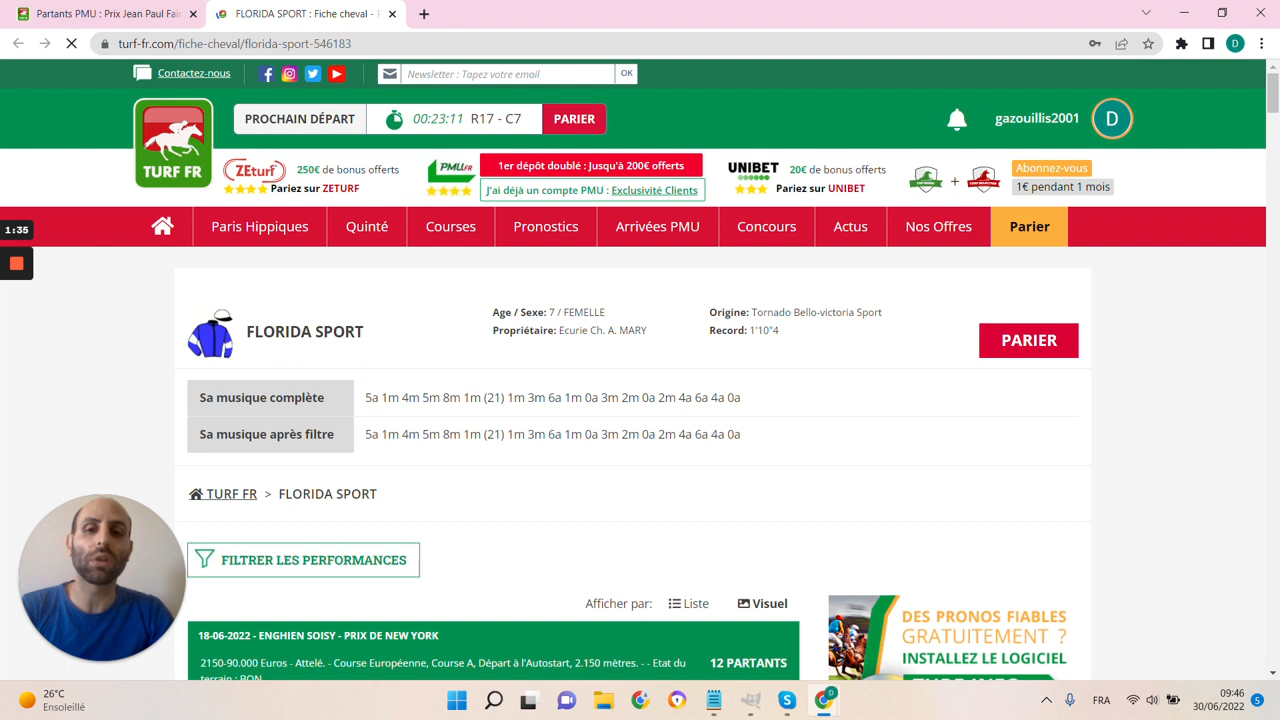 Partants PMU : Prix Jean Paul Fai
FLORIDA SPORT : Fiche cheval -
turf-fr.com/fiche-cheval/florida-sport-546183
D
Contactez-nous
Newsletter : Tapez votre email
OK
TURF FR
PROCHAIN DÉPART
00:23:11 R17 - C7
PARIER
gazouillis2001
D
ZEturf
250€ de bonus offerts
Pariez sur ZETURF
PMU.FR
1er dépôt doublé : Jusqu'à 200€ offerts
J'ai déjà un compte PMU : Exclusivité Clients
UNIBET
20€ de bonus offerts
Pariez sur UNIBET
+
Abonnez-vous
1€ pendant 1 mois
1:35
Paris Hippiques
Quinté
Courses
Pronostics
Arrivées PMU
Concours
Actus
Nos Offres
Parier
FLORIDA SPORT
Age / Sexe: 7 / FEMELLE
Propriétaire: Ecurie Ch. A. MARY
Origine: Tornado Bello-victoria Sport
Record: 1'10"4
PARIER
Sa musique complète
5a 1m 4m 5m 8m 1m (21) 1m 3m 6a 1m 0a 3m 2m 0a 2m 4a 6a 4a 0a
Sa musique après filtre
5a 1m 4m 5m 8m 1m (21) 1m 3m 6a 1m 0a 3m 2m 0a 2m 4a 6a 4a 0a
TURF FR > FLORIDA SPORT
FILTRER LES PERFORMANCES
Afficher par:
Liste
Visuel
18-06-2022 - ENGHIEN SOISY - PRIX DE NEW YORK
2150-90.000 Euros - Attelé. - Course Européenne, Course A, Départ à l'Autostart, 2.150 mètres. - - Etat du
terrain : BON
12 PARTANTS
DES PRONOS FIABLES
GRATUITEMENT ?
INSTALLEZ LE LOGICIEL
TURF INFO
26°C
Ensoleillé
D
FRA
09:46
30/06/2022
5